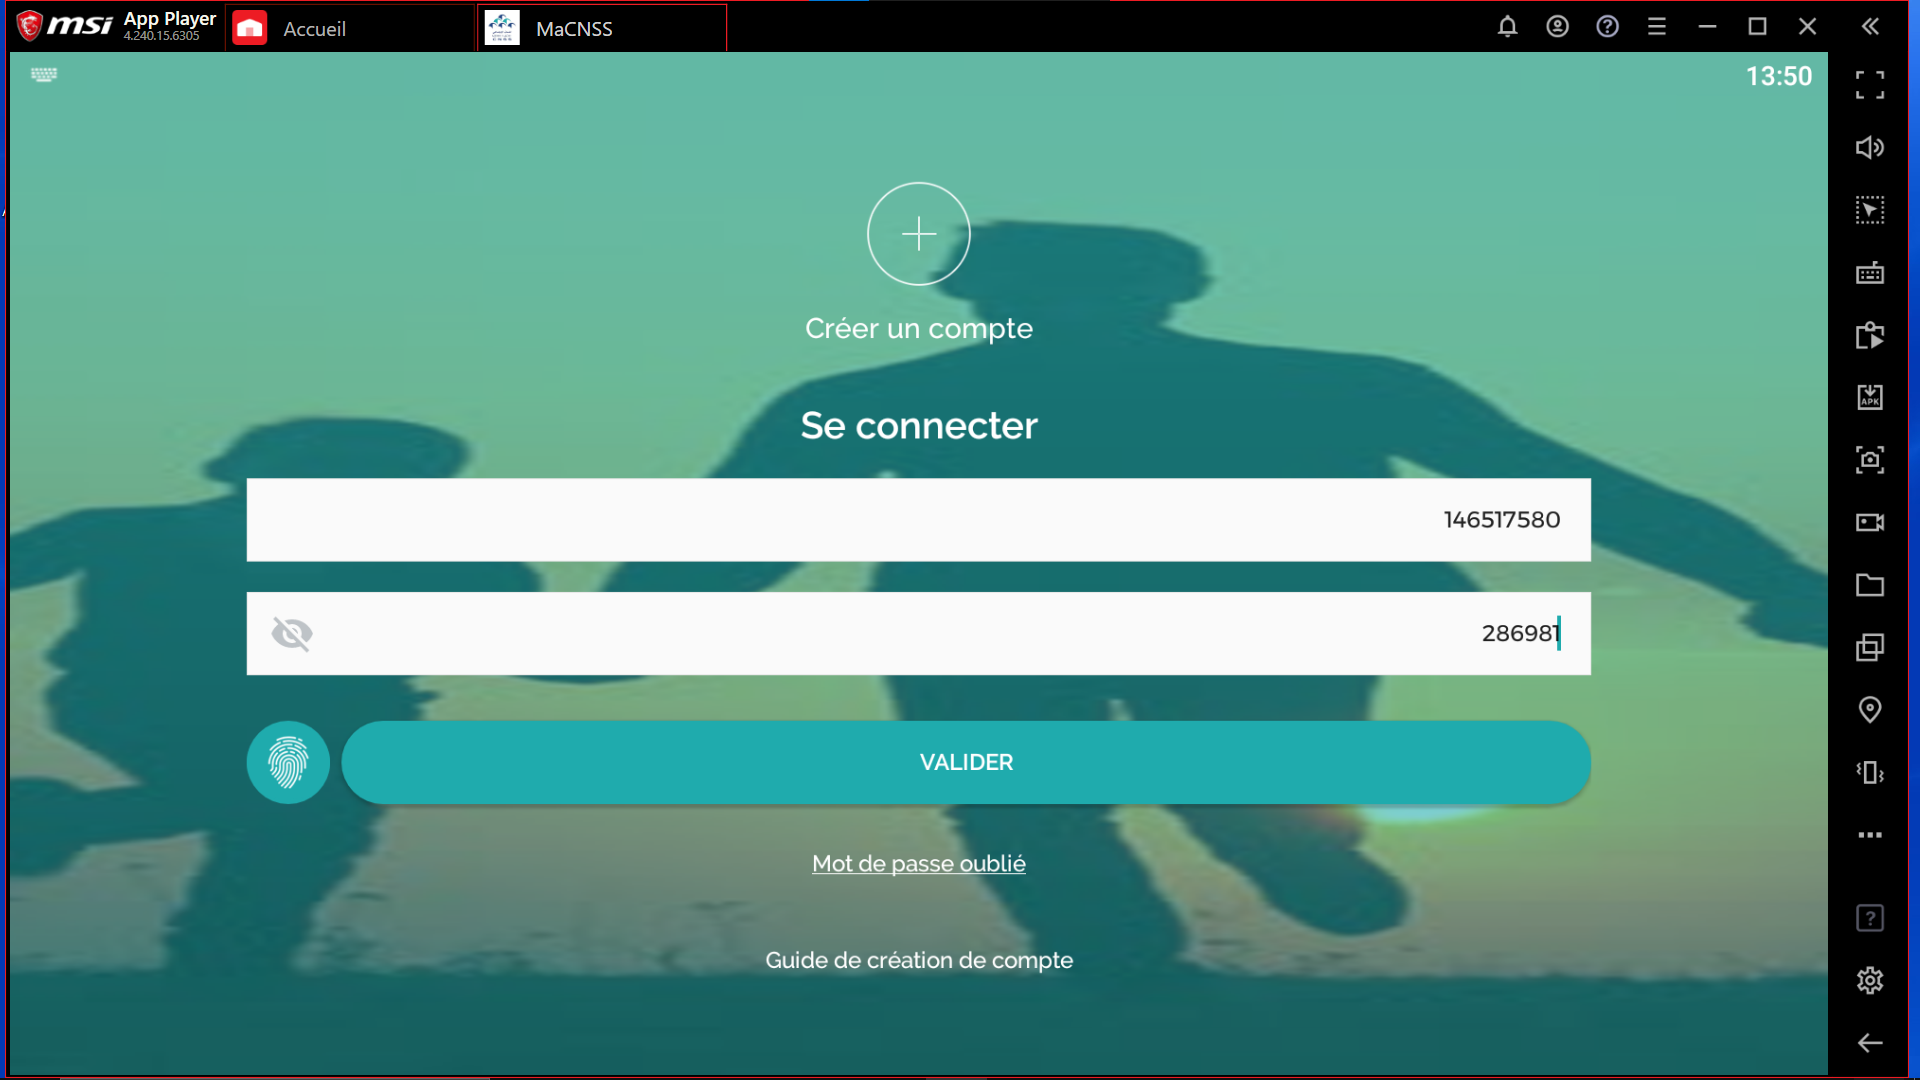 msi App Player
4.240.15.6305
Accueil
MaCNSS
13:50
Créer un compte
Se connecter
146517580
286981
VALIDER
Mot de passe oublié
Guide de création de compte
APK